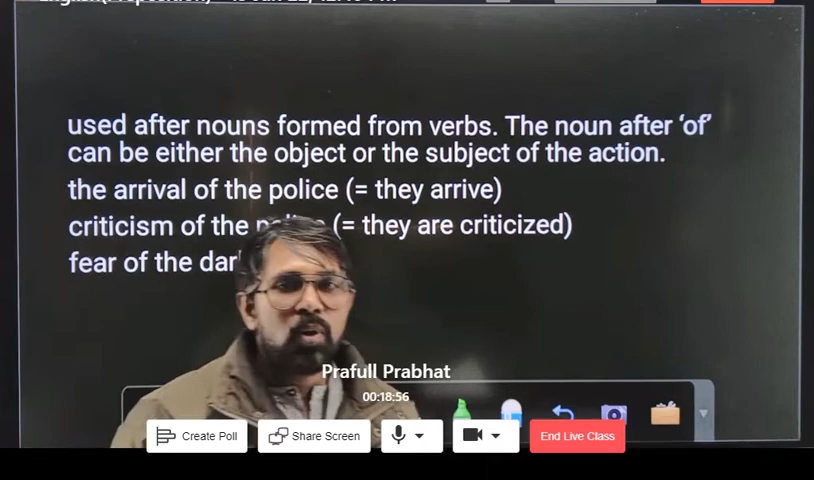 used after nouns formed from verbs. The noun after ‘of’
can be either the object or the subject of the action.
the arrival of the police (= they arrive)
criticism of the police (= they are criticized)
fear of the dark
Prafull Prabhat
00:18:56
Create Poll
Share Screen
End Live Class